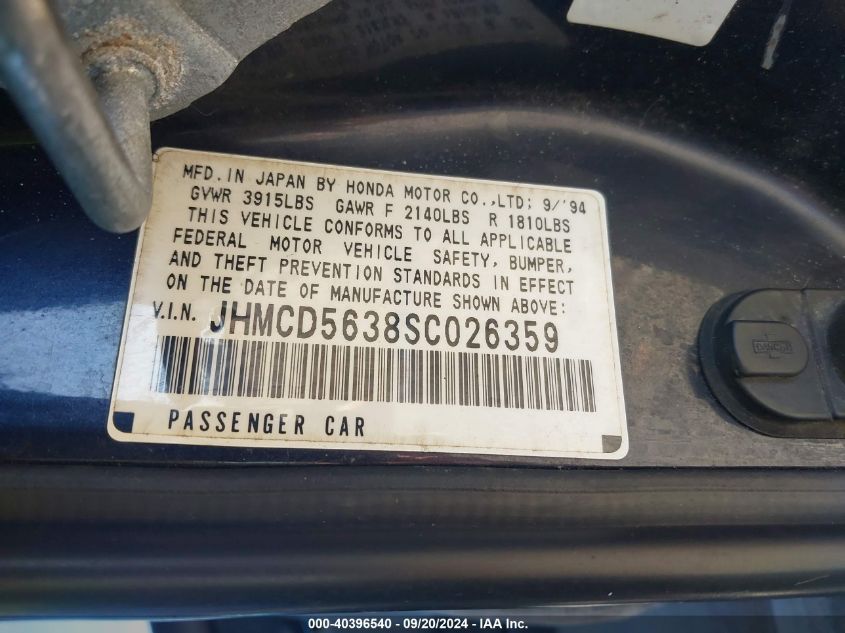 MFD. IN JAPAN BY HONDA MOTOR CO.,LTD; 9/'94
GVWR 3915LBS GAWR F 2140LBS R 1810LBS
THIS VEHICLE CONFORMS TO ALL APPLICABLE
FEDERAL MOTOR VEHICLE SAFETY, BUMPER,
AND THEFT PREVENTION STANDARDS IN EFFECT
ON THE DATE OF MANUFACTURE SHOWN ABOVE:
V.I.N. JHMCD5638SC026359
PASSENGER CAR
000-40396540 - 09/20/2024 - IAA Inc.